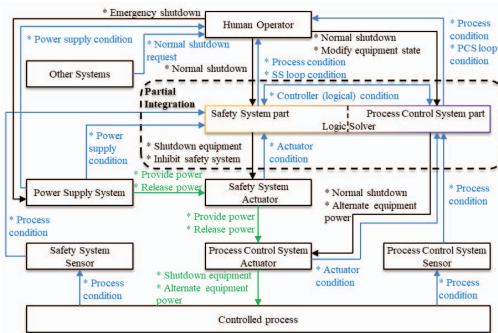 * Emergency shutdown
Human Operator
* Process
condition
* PCS loop
condition
* Power supply condition
* Normal shutdown
request
* Normal shutdown
* Modify equipment state
Other Systems
* Normal shutdown
* Process condition
* SS loop condition
Partial
Integration
* Controller (logical) condition
Safety System part
Process Control System part
Logic Solver
* Power
supply
condition
* Shutdown equipment
* Inhibit safety system
* Actuator
condition
* Process
condition
Power Supply System
* Provide power
* Release power
Safety System
Actuator
* Normal shutdown
* Alternate equipment
power
* Process
condition
* Provide power
* Release power
Safety System
Sensor
Process Control System
Actuator
Process Control System
Sensor
* Actuator
condition
* Process
condition
* Shutdown equipment
* Alternate equipment
power
* Process
condition
Controlled process